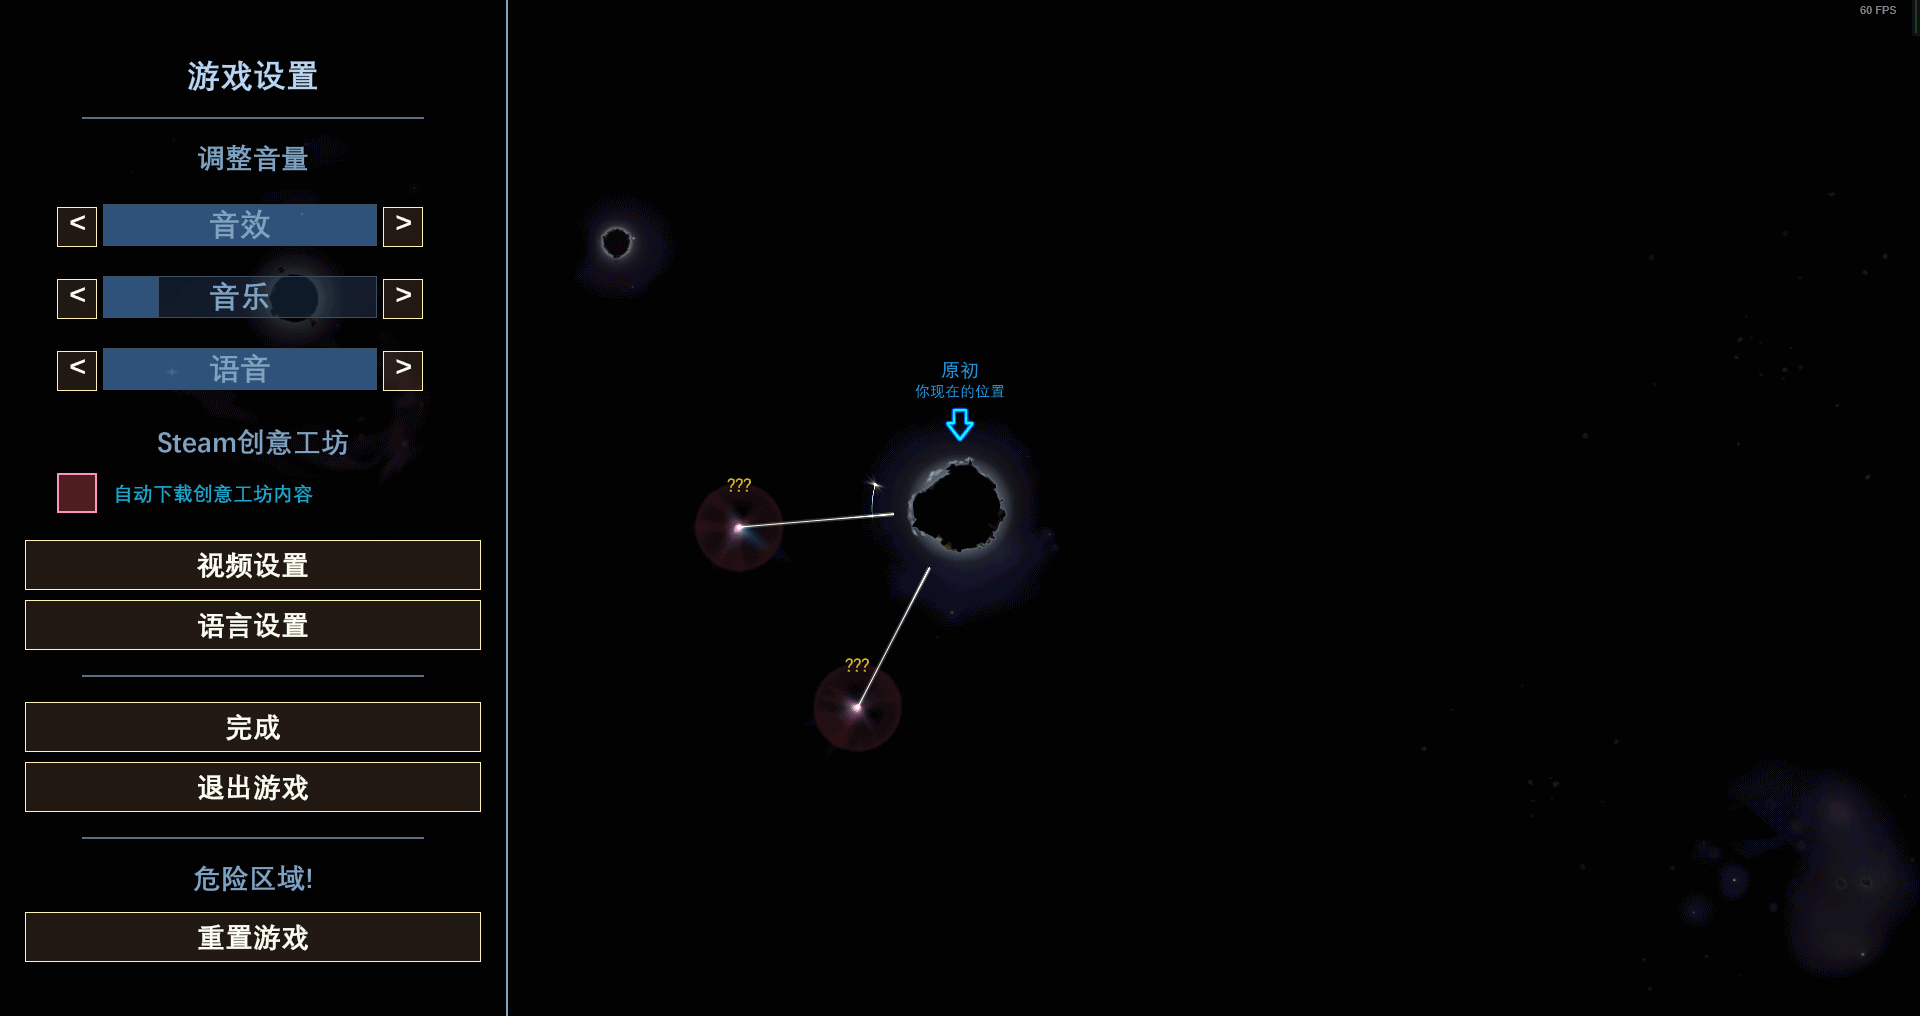 60 FPS
游戏设置
调整音量
< 音效 >
< 音乐 >
< 语音 >
Steam创意工坊
自动下载创意工坊内容
视频设置
语言设置
完成
退出游戏
危险区域!
重置游戏
原初
你现在的位置
???
???